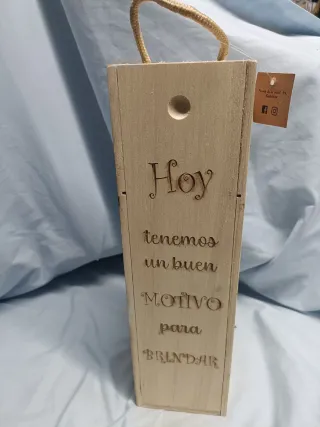 Hoy
tenemos
un buen
MOTIVO
para
BRINDAR